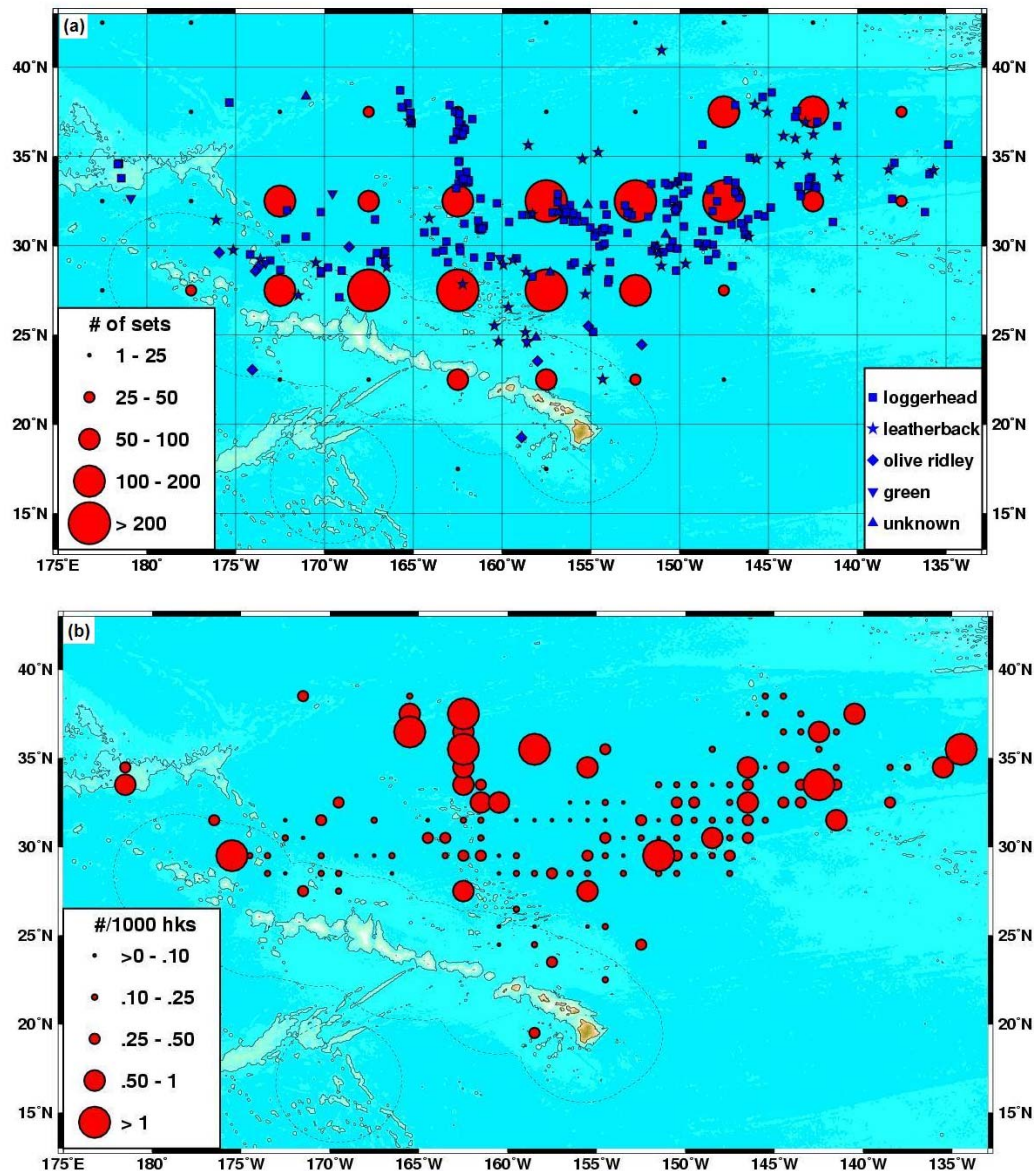 (a)
40˚N
40˚N
35˚N
35˚N
30˚N
30˚N
25˚N
25˚N
20˚N
20˚N
15˚N
15˚N
# of sets
1 - 25
25 - 50
50 - 100
100 - 200
> 200
loggerhead
leatherback
olive ridley
green
unknown
175˚E 180˚ 175˚W 170˚W 165˚W 160˚W 155˚W 150˚W 145˚W 140˚W 135˚W
(b)
40˚N
40˚N
35˚N
35˚N
30˚N
30˚N
25˚N
25˚N
20˚N
20˚N
15˚N
15˚N
#/1000 hks
>0 - .10
.10 - .25
.25 - .50
.50 - 1
> 1
175˚E 180˚ 175˚W 170˚W 165˚W 160˚W 155˚W 150˚W 145˚W 140˚W 135˚W